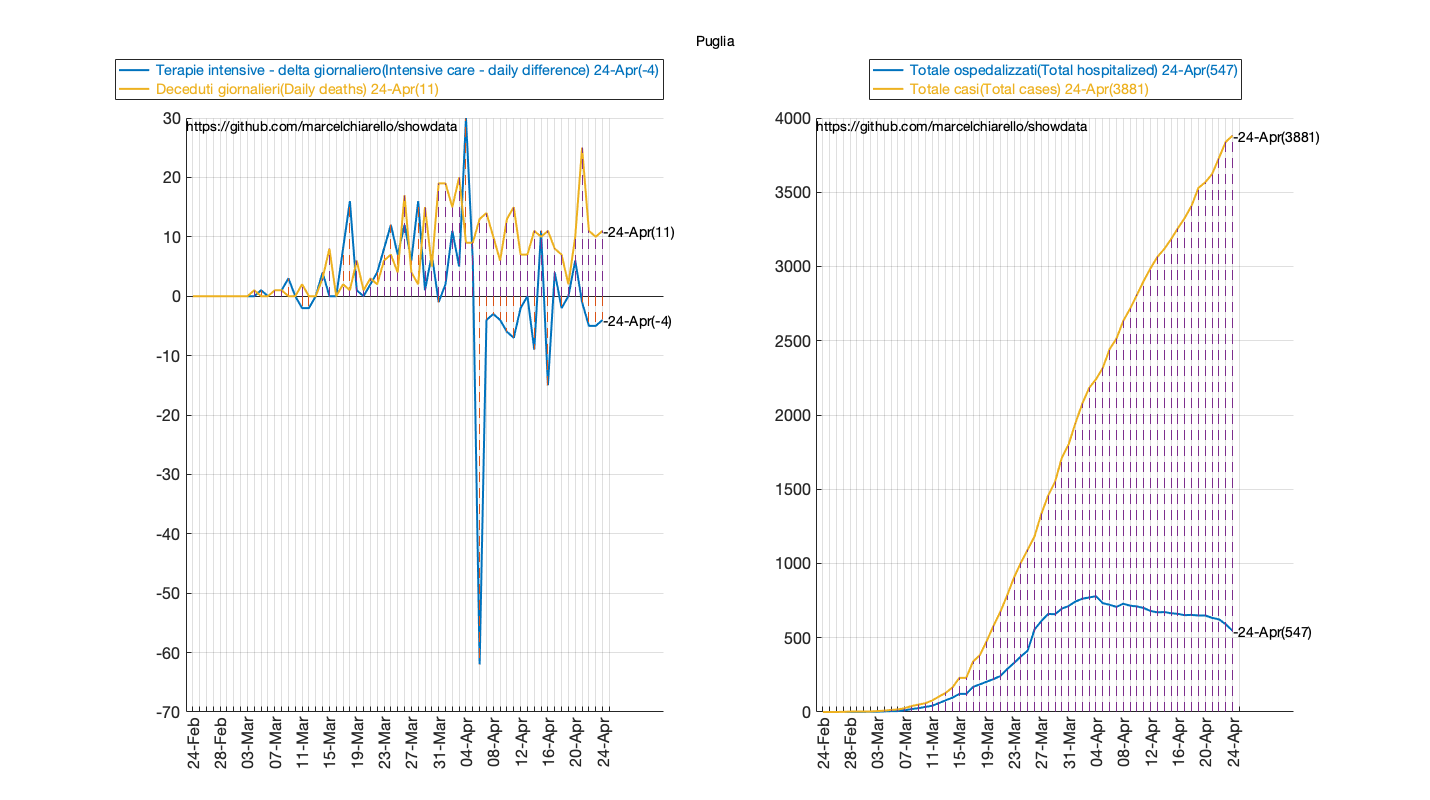 Puglia
Terapie intensive - delta giornaliero(Intensive care - daily difference) 24-Apr(-4)
Deceduti giornalieri(Daily deaths) 24-Apr(11)
https://github.com/marcelchiarello/showdata
30
20
10
0
-10
-20
-30
-40
-50
-60
-70
-24-Apr(11)
-24-Apr(-4)
24-Feb
28-Feb
03-Mar
07-Mar
11-Mar
15-Mar
19-Mar
23-Mar
27-Mar
31-Mar
04-Apr
08-Apr
12-Apr
16-Apr
20-Apr
24-Apr
Totale ospedalizzati(Total hospitalized) 24-Apr(547)
Totale casi(Total cases) 24-Apr(3881)
https://github.com/marcelchiarello/showdata
4000
3500
3000
2500
2000
1500
1000
500
0
-24-Apr(3881)
-24-Apr(547)
24-Feb
28-Feb
03-Mar
07-Mar
11-Mar
15-Mar
19-Mar
23-Mar
27-Mar
31-Mar
04-Apr
08-Apr
12-Apr
16-Apr
20-Apr
24-Apr